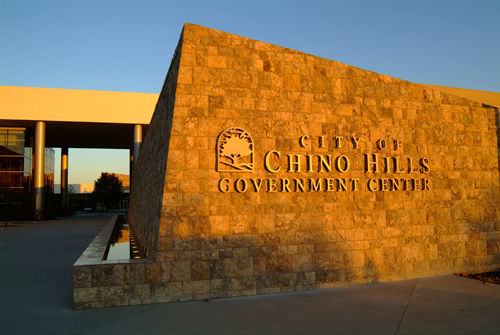 CITY OF
CHINO HILLS
GOVERNMENT CENTER